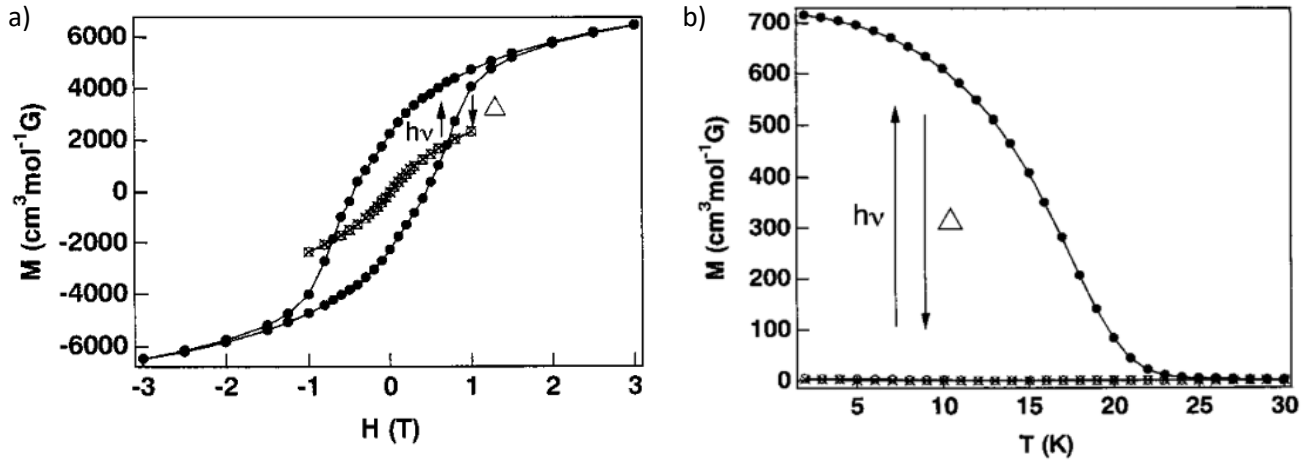 a)
M (cm³mol⁻¹G)
6000
4000
2000
0
-2000
-4000
-6000
hν
△
-3 -2 -1 0 1 2 3
H (T)
b)
M (cm³mol⁻¹G)
700
600
500
400
300
200
100
0
hν
△
5 10 15 20 25 30
T (K)